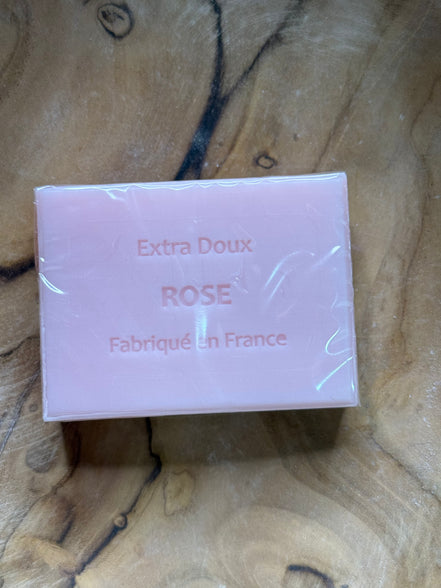 Extra Doux
ROSE
Fabriqué en France